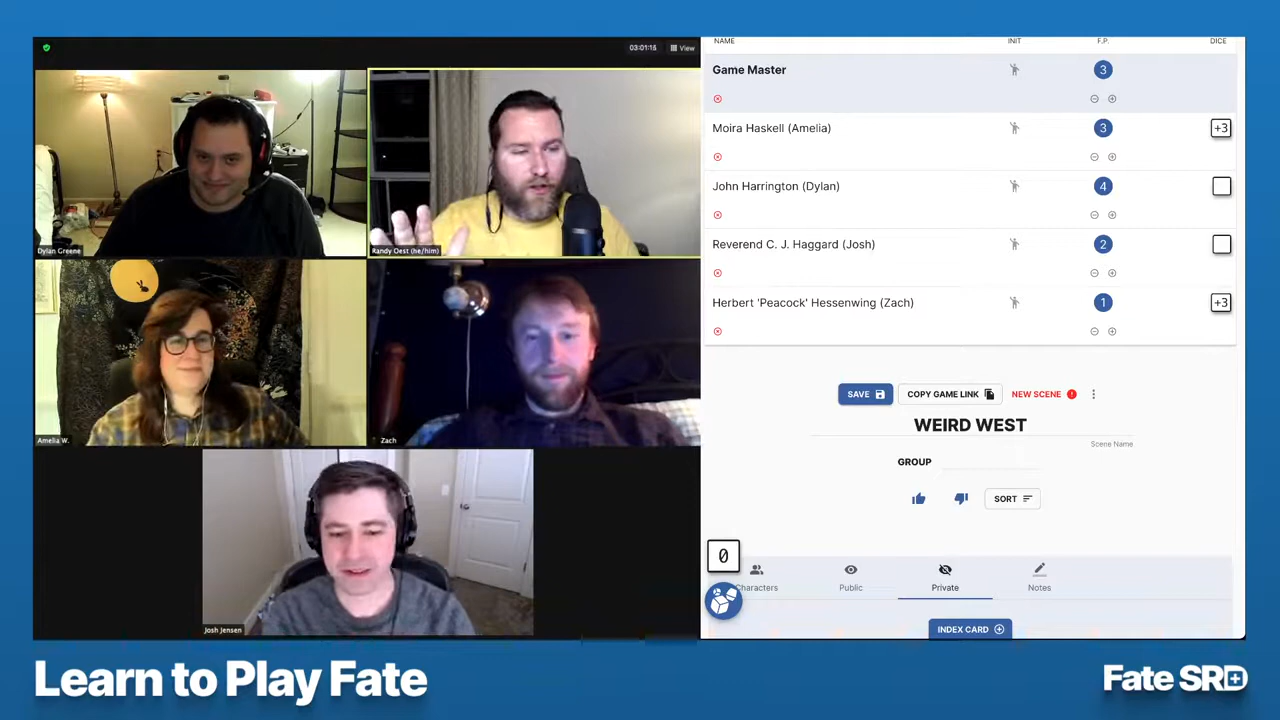 03:01:15
View
Dylan Greene
Randy Oest (he/him)
Amelia W.
Zach
Josh Jensen
NAME INIT F.P. DICE
Game Master 3
Moira Haskell (Amelia) 3 +3
John Harrington (Dylan) 4
Reverend C. J. Haggard (Josh) 2
Herbert 'Peacock' Hessenwing (Zach) 1 +3
SAVE COPY GAME LINK NEW SCENE
WEIRD WEST
Scene Name
GROUP
SORT
0
Characters Public Private Notes
INDEX CARD
Learn to Play Fate
Fate SRD